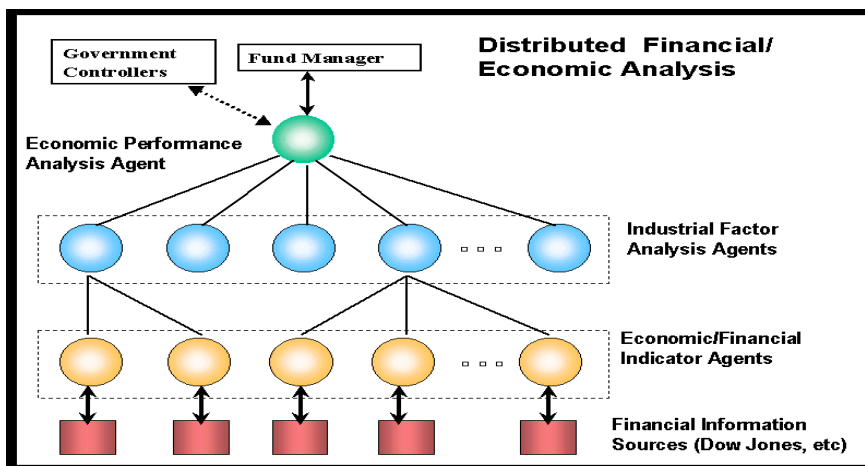 Government
Controllers
Fund Manager
Distributed Financial/
Economic Analysis
Economic Performance
Analysis Agent
Industrial Factor
Analysis Agents
Economic/Financial
Indicator Agents
Financial Information
Sources (Dow Jones, etc)